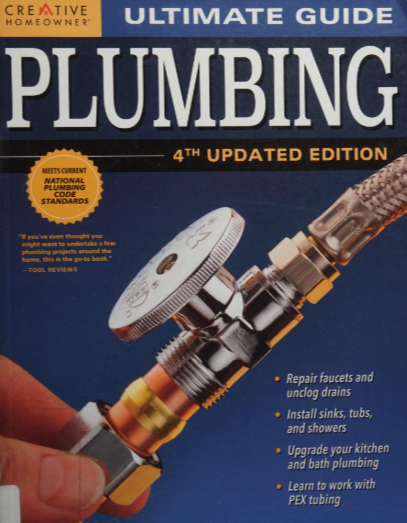 CREATIVE
HOMEOWNER®
ULTIMATE GUIDE
PLUMBING
4TH UPDATED EDITION
MEETS CURRENT
NATIONAL
PLUMBING
CODE
STANDARDS
"If you've even thought you
might want to undertake a few
plumbing projects around the
home, this is the go-to book."
– TOOL REVIEWS
• Repair faucets and
unclog drains
• Install sinks, tubs,
and showers
• Upgrade your kitchen
and bath plumbing
• Learn to work with
PEX tubing